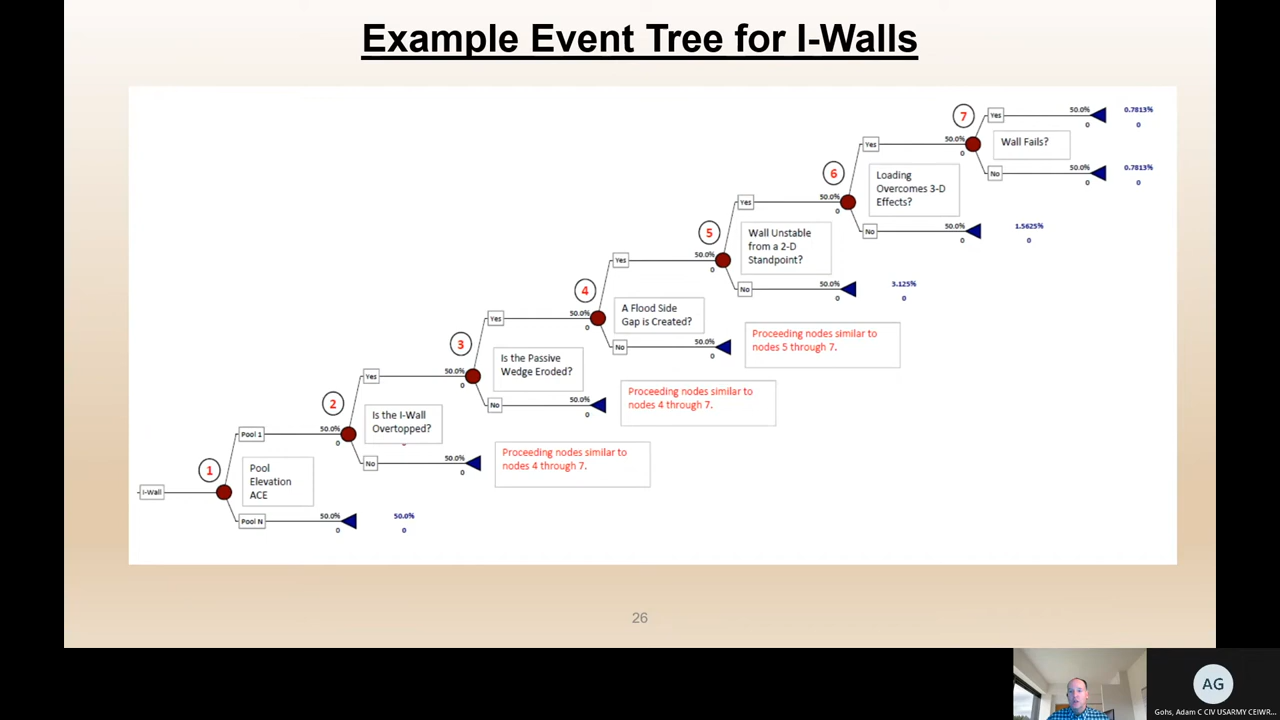 Example Event Tree for I-Walls
7
Yes
50.0%
0
0.7813%
0
Wall Fails?
No
50.0%
0
0.7813%
0
6
Yes
50.0%
0
Loading
Overcomes 3-D
Effects?
No
50.0%
0
1.5625%
0
5
Yes
50.0%
0
Wall Unstable
from a 2-D
Standpoint?
No
50.0%
0
3.125%
0
4
Yes
50.0%
0
A Flood Side
Gap is Created?
No
50.0%
0
Proceeding nodes similar to
nodes 5 through 7.
3
Yes
50.0%
0
Is the Passive
Wedge Eroded?
No
50.0%
0
Proceeding nodes similar to
nodes 4 through 7.
2
Yes
50.0%
0
Is the I-Wall
Overtopped?
No
50.0%
0
Proceeding nodes similar to
nodes 4 through 7.
1
Pool 1
50.0%
0
I-Wall
Pool
Elevation
ACE
Pool N
50.0%
0
50.0%
0
26
AG
Gohs, Adam C CIV USARMY CEIWR...